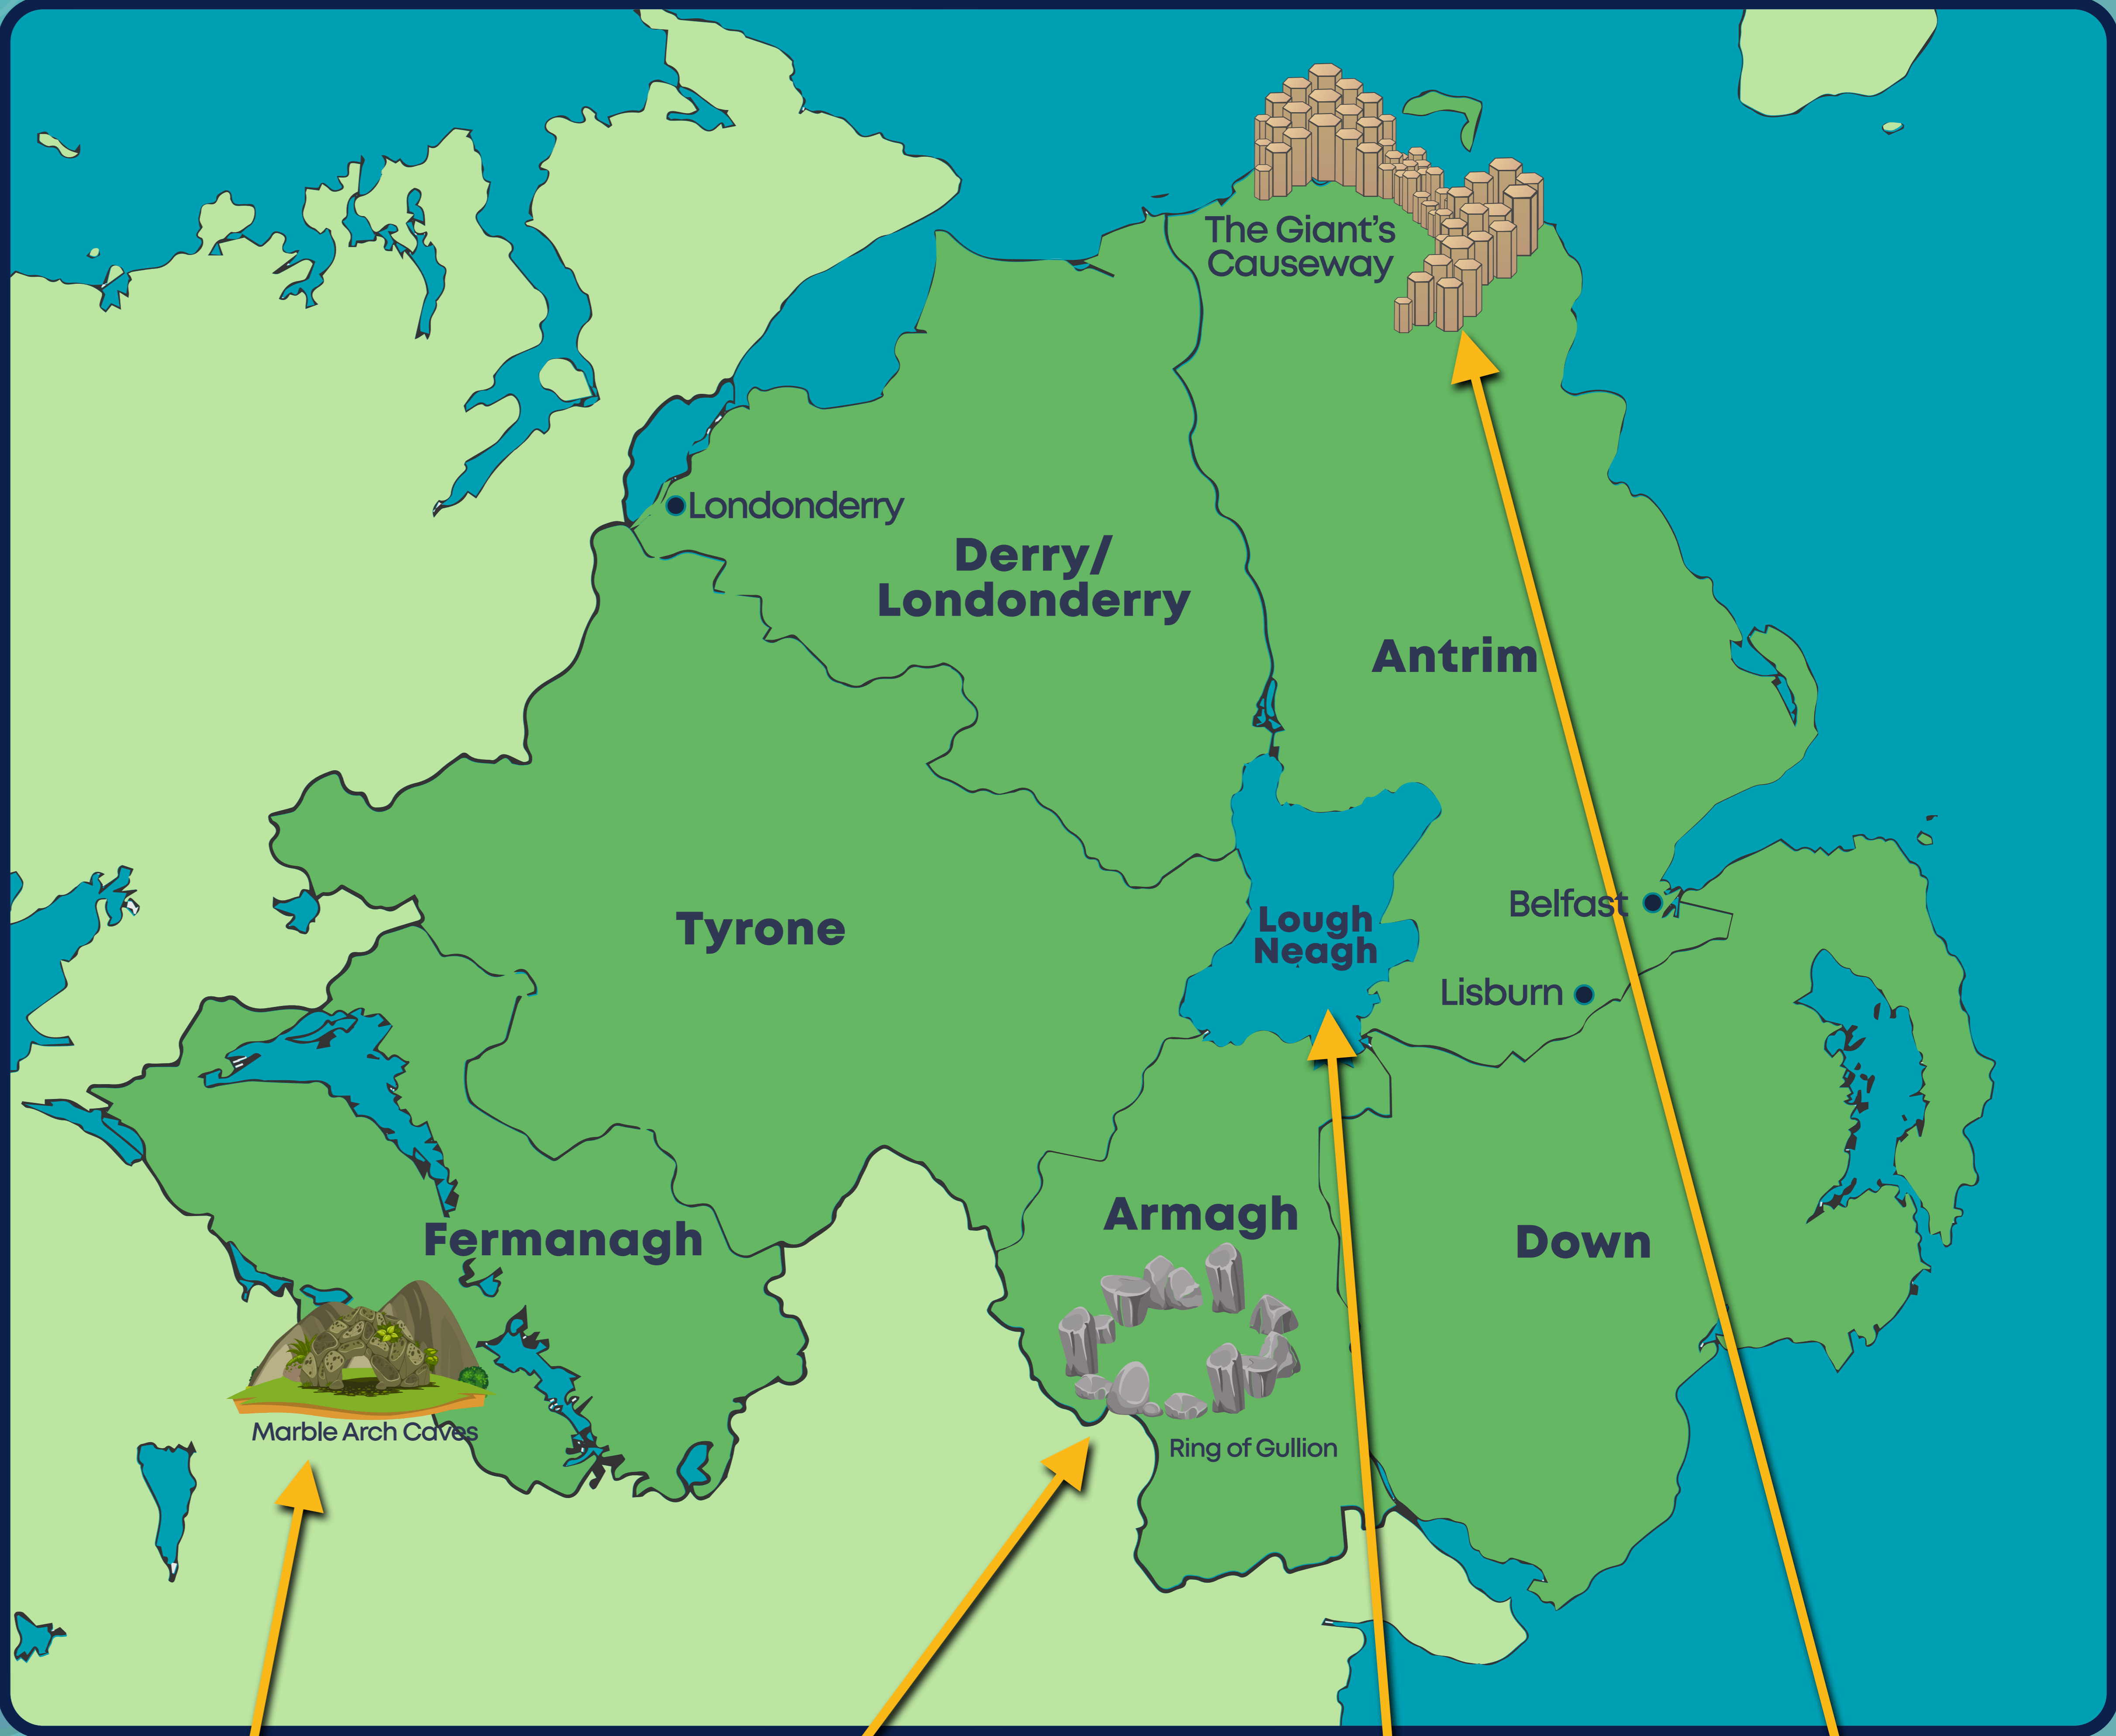 The Giant's
Causeway
Londonderry
Derry/
Londonderry
Antrim
Belfast
Tyrone
Lough
Neagh
Lisburn
Armagh
Fermanagh
Down
Marble Arch Caves
Ring of Gullion